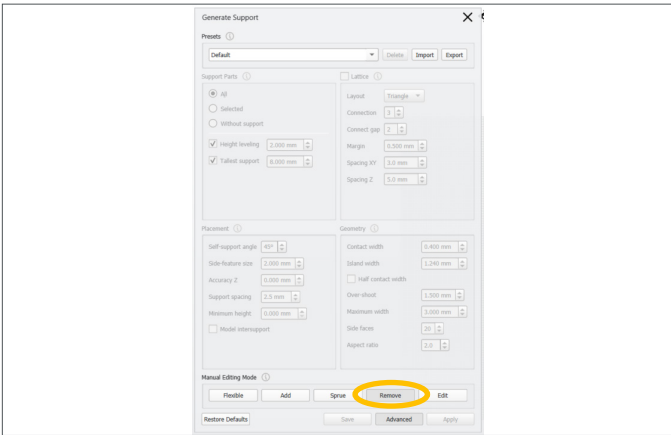 Generate Support
Presets
Default Delete Import Export
Support Parts
All
Selected
Without support
Height leveling 2.000 mm
Tallest support 8.000 mm
Lattice
Layout Triangle
Connection 3
Connect gap 2
Margin 0.500 mm
Spacing XY 3.0 mm
Spacing Z 5.0 mm
Placement
Self-support angle 45°
Side-feature size 2.000 mm
Accuracy Z 0.000 mm
Support spacing 2.5 mm
Minimum height 0.000 mm
Model intersupport
Geometry
Contact width 0.400 mm
Island width 1.240 mm
Half contact width
Over-shoot 1.500 mm
Maximum width 3.000 mm
Side faces 20
Aspect ratio 2.0
Manual Editing Mode
Flexible Add Sprue Remove Edit
Restore Defaults Save Advanced Apply